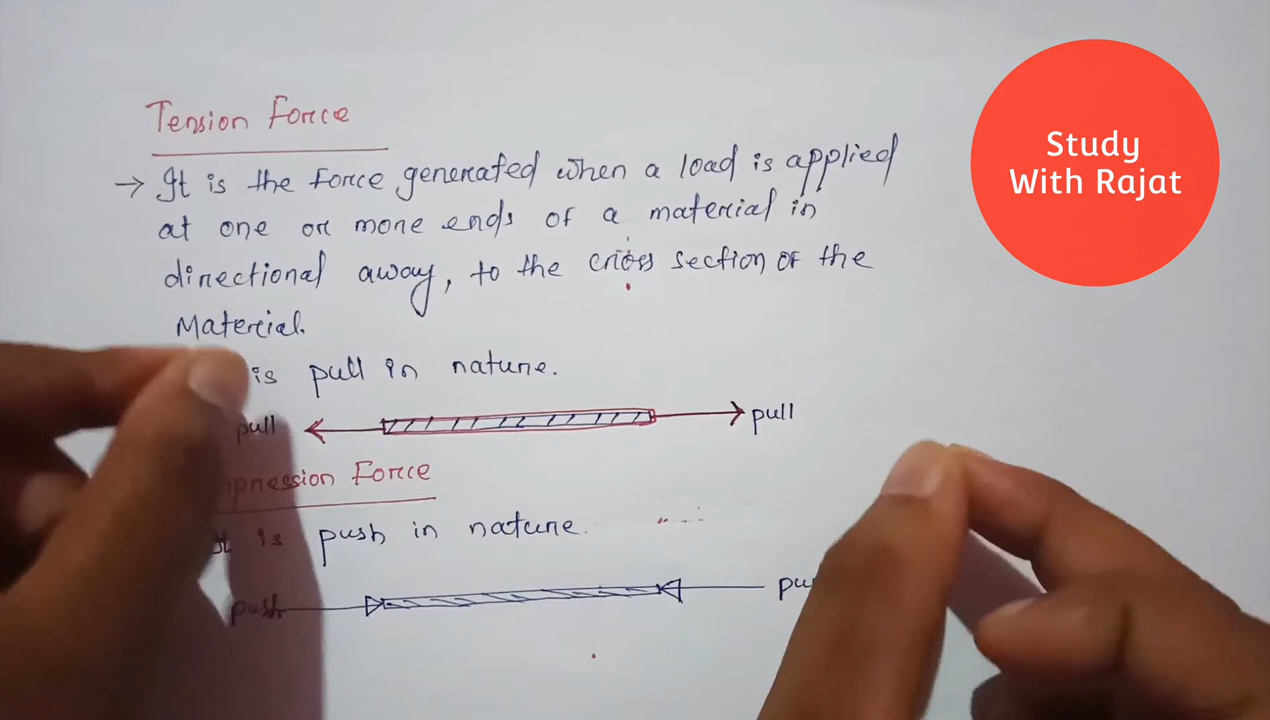 Tension Force
→ It is the force generated when a load is applied
at one or more ends of a material in
directional away, to the cross section of the
Material.
is pull in nature.
pull pull
Force
It is push in nature.
push
Study
With Rajat